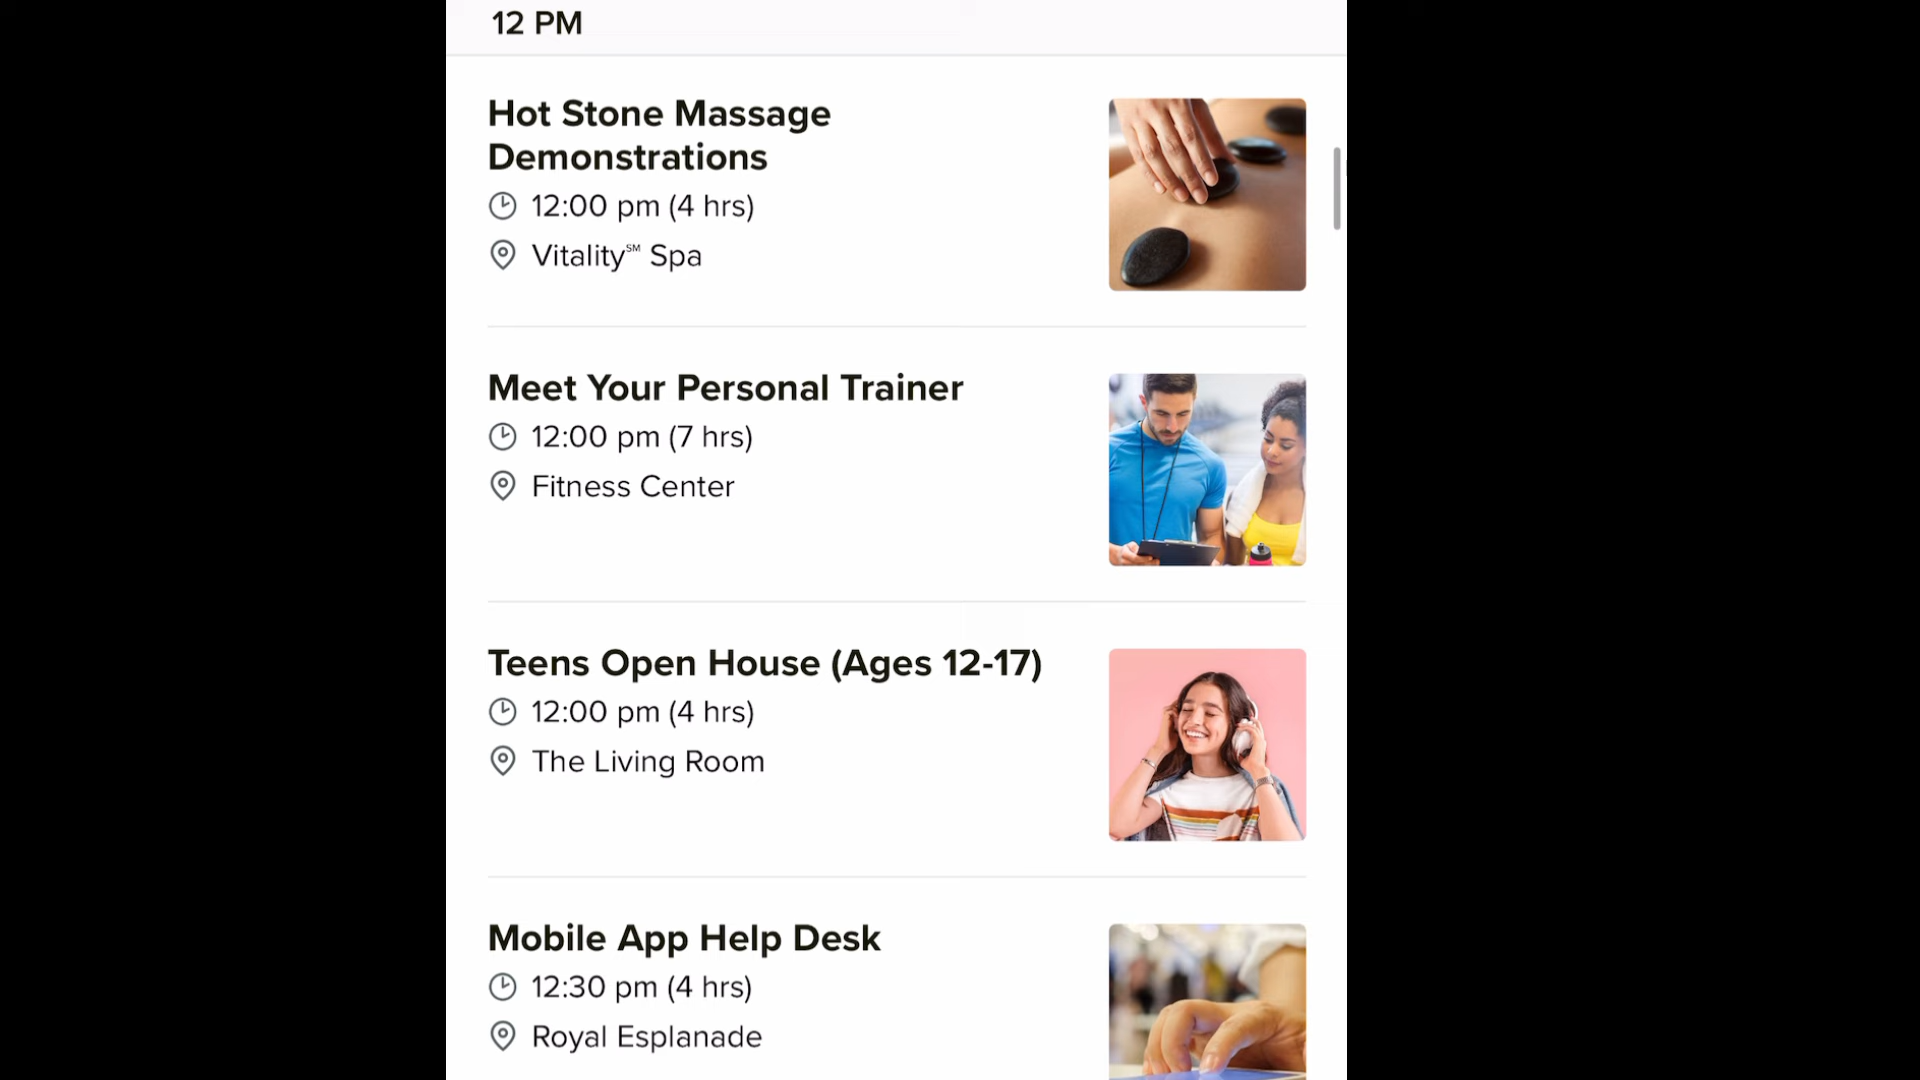 12 PM
Hot Stone Massage
Demonstrations
12:00 pm (4 hrs)
Vitality℠ Spa
Meet Your Personal Trainer
12:00 pm (7 hrs)
Fitness Center
Teens Open House (Ages 12-17)
12:00 pm (4 hrs)
The Living Room
Mobile App Help Desk
12:30 pm (4 hrs)
Royal Esplanade